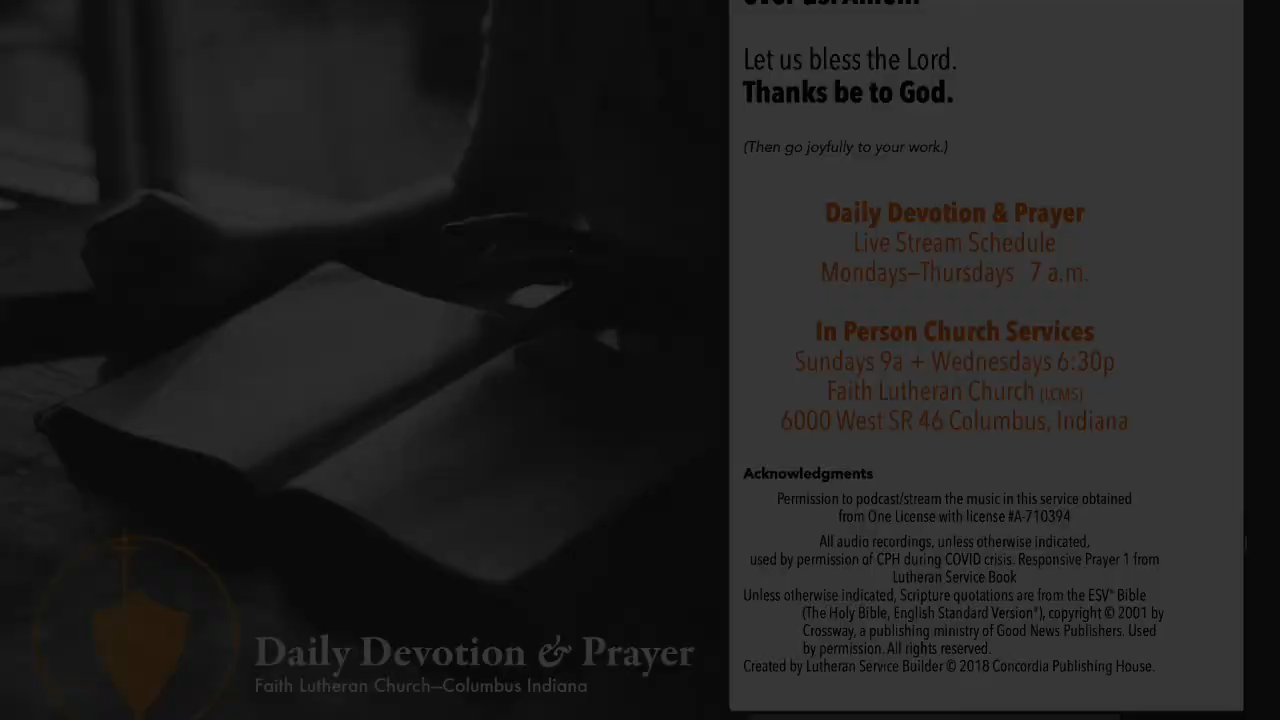 Let us bless the Lord.
Thanks be to God.
(Then go joyfully to your work.)
Daily Devotion & Prayer
Live Stream Schedule
Mondays–Thursdays 7 a.m.
In Person Church Services
Sundays 9a + Wednesdays 6:30p
Faith Lutheran Church (LCMS)
6000 West SR 46 Columbus, Indiana
Acknowledgments
Permission to podcast/stream the music in this service obtained
from One License with license #A-710394
All audio recordings, unless otherwise indicated,
used by permission of CPH during COVID crisis. Responsive Prayer 1 from
Lutheran Service Book
Unless otherwise indicated, Scripture quotations are from the ESV® Bible
(The Holy Bible, English Standard Version®), copyright © 2001 by
Crossway, a publishing ministry of Good News Publishers. Used
by permission. All rights reserved.
Created by Lutheran Service Builder © 2018 Concordia Publishing House.
Daily Devotion & Prayer
Faith Lutheran Church—Columbus Indiana